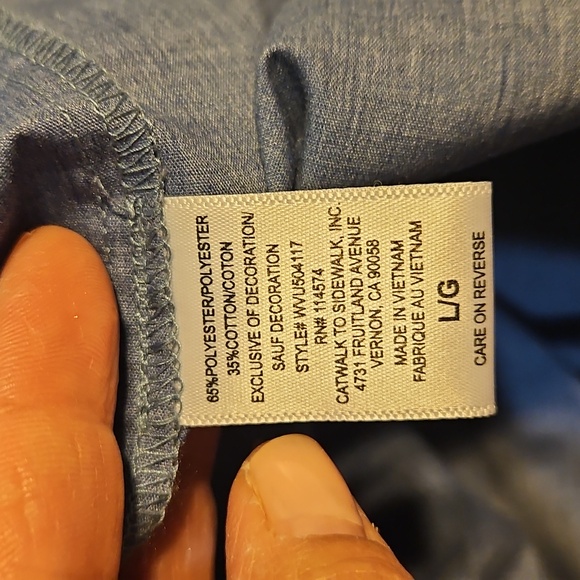 65%POLYESTER/POLYESTER
35%COTTON/COTON
EXCLUSIVE OF DECORATION/
SAUF DECORATION
STYLE# WVU504117
RN# 114574
CATWALK TO SIDEWALK, INC.
4731 FRUITLAND AVENUE
VERNON, CA 90058
MADE IN VIETNAM
FABRIQUE AU VIETNAM
L/G
CARE ON REVERSE